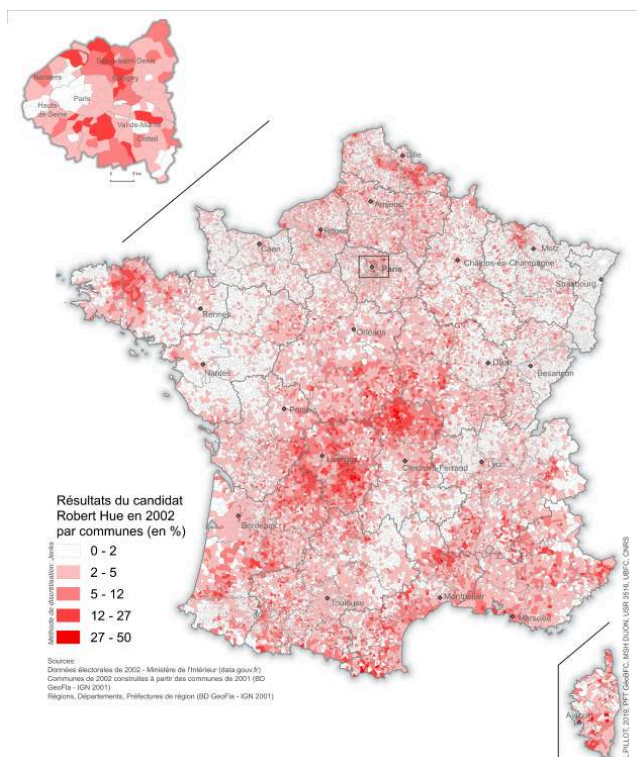 Seine-Saint-Denis
Nanterre
Bobigny
Paris
Hauts-
de-Seine
Val-de-Marne
Créteil
Lille
Amiens
Rouen
Caen
Metz
Châlons-en-Champagne
Paris
Strasbourg
Rennes
Orléans
Nantes
Dijon
Besançon
Poitiers
Limoges
Clermont-Ferrand
Lyon
Bordeaux
Toulouse
Montpellier
Marseille
Ajaccio
Résultats du candidat
Robert Hue en 2002
par communes (en %)
0 - 2
2 - 5
5 - 12
12 - 27
27 - 50
Méthode de discrétisation: Jenks
Sources:
Données électorales de 2002 - Ministère de l'Intérieur (data.gouv.fr)
Communes de 2002 construites à partir des communes de 2001 (BD
GeoFla - IGN 2001)
Régions, Départements, Préfectures de région (BD GeoFla - IGN 2001)
L.PILLOT, 2019, PFT GéoBFC, MSH DIJON, USR 3516, UBFC, CNRS